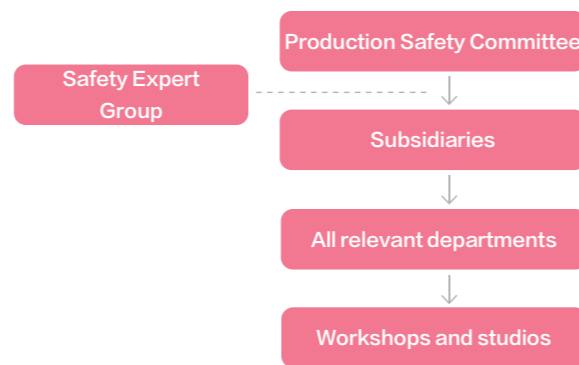 Production Safety Committee
Safety Expert
Group
Subsidiaries
All relevant departments
Workshops and studios